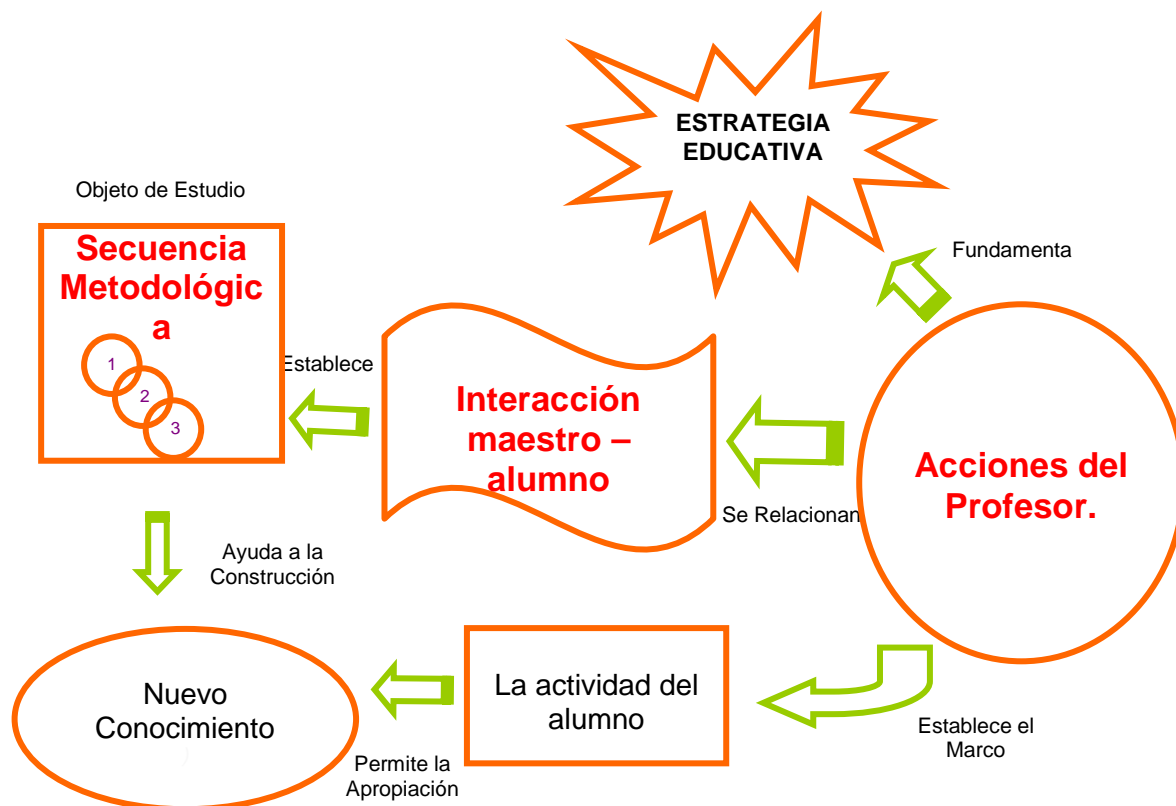 ESTRATEGIA
EDUCATIVA
Objeto de Estudio
Secuencia
Metodológic
a
1
2
3
Establece
Interacción
maestro –
alumno
Fundamenta
Acciones del
Profesor.
Se Relacionan
Ayuda a la
Construcción
Nuevo
Conocimiento
La actividad del
alumno
Permite la
Apropiación
Establece el
Marco